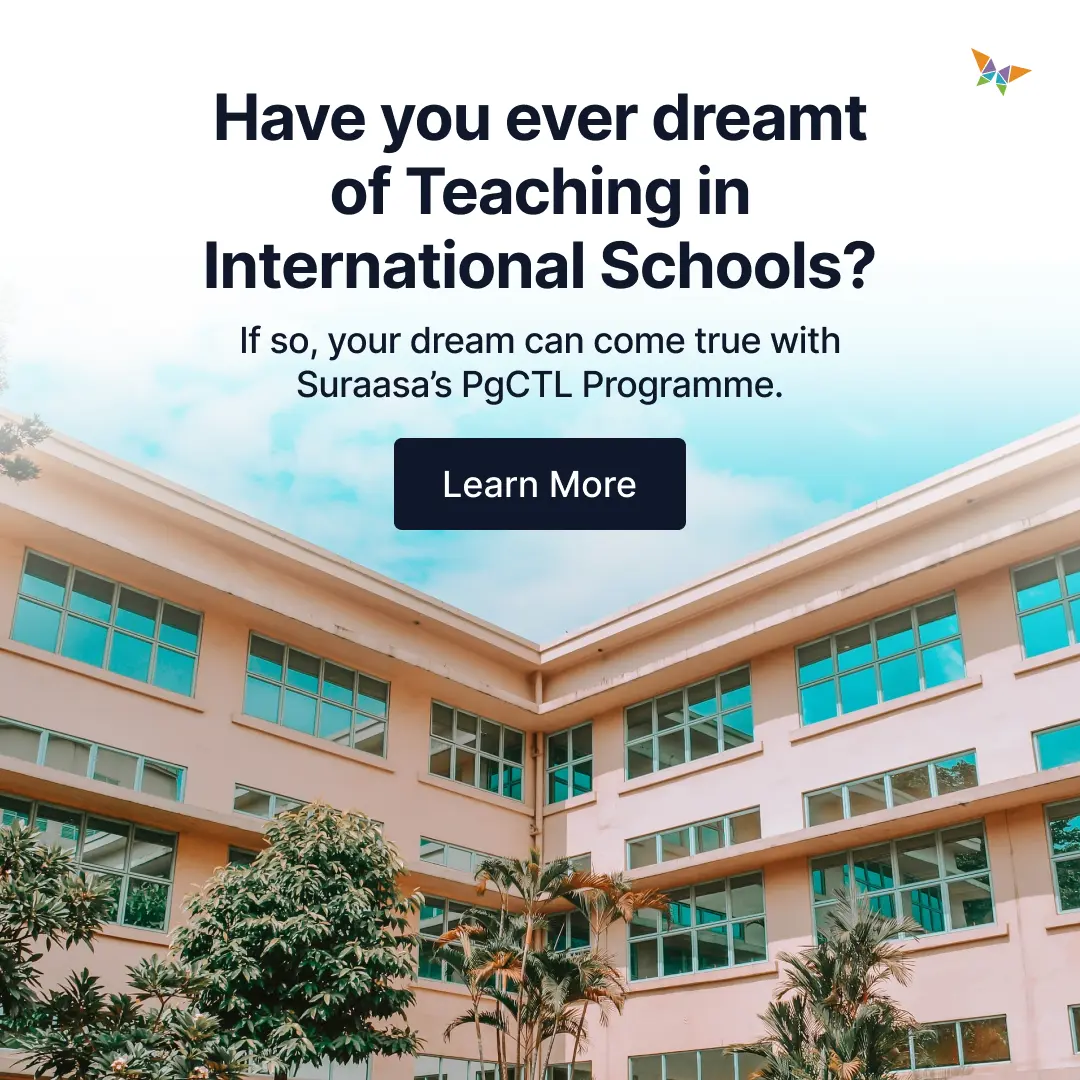 Have you ever dreamt
of Teaching in
International Schools?
If so, your dream can come true with
Suraasa’s PgCTL Programme.
Learn More